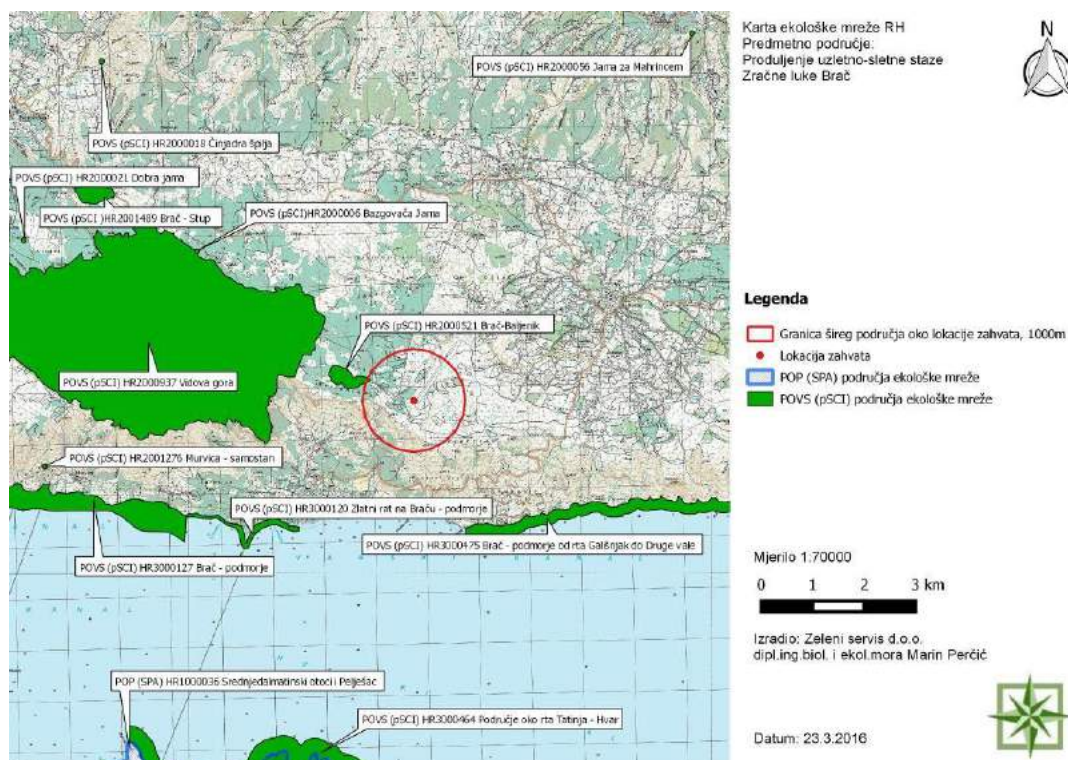 Karta ekološke mreže RH
Predmetno područje:
Produljenje uzletno-sletne staze
Zračne luke Brač
N
POVS (pSCI) HR2000056 Jama za Mahrincem
POVS (pSCI) HR2000018 Činjadra špilja
POVS (pSCI) HR2000021 Dobra jama
POVS (pSCI )HR2001489 Brač - Stup
POVS (pSCI)HR2000006 Bazgovača Jama
POVS (pSCI) HR2000521 Brač-Baljenik
POVS (pSCI) HR2000937 Vidova gora
POVS (pSCI) HR2001276 Murvica - samostan
POVS (pSCI) HR3000120 Zlatni rat na Braču - podmorje
POVS (pSCI) HR3000475 Brač - podmorje od rta Gališnjak do Druge vale
POVS (pSCI) HR3000127 Brač - podmorje
POP (SPA) HR1000036 Srednjedalmatinski otoci i Pelješac
POVS (pSCI) HR3000464 Područje oko rta Tatinja - Hvar
Legenda
Granica šireg područja oko lokacije zahvata, 1000m
Lokacija zahvata
POP (SPA) područja ekološke mreže
POVS (pSCI) područja ekološke mreže
Mjerilo 1:70000
0 1 2 3 km
Izradio: Zeleni servis d.o.o.
dipl.ing.biol. i ekol.mora Marin Perčić
Datum: 23.3.2016